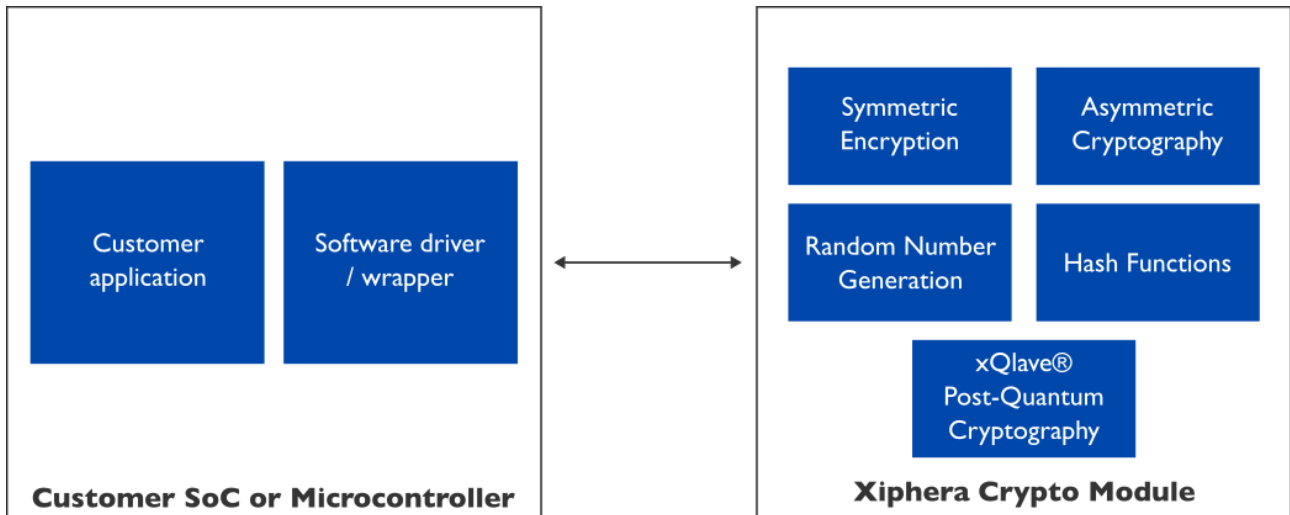 Customer
application
Software driver
/ wrapper
Customer SoC or Microcontroller
Symmetric
Encryption
Asymmetric
Cryptography
Random Number
Generation
Hash Functions
xQlave®
Post-Quantum
Cryptography
Xiphera Crypto Module